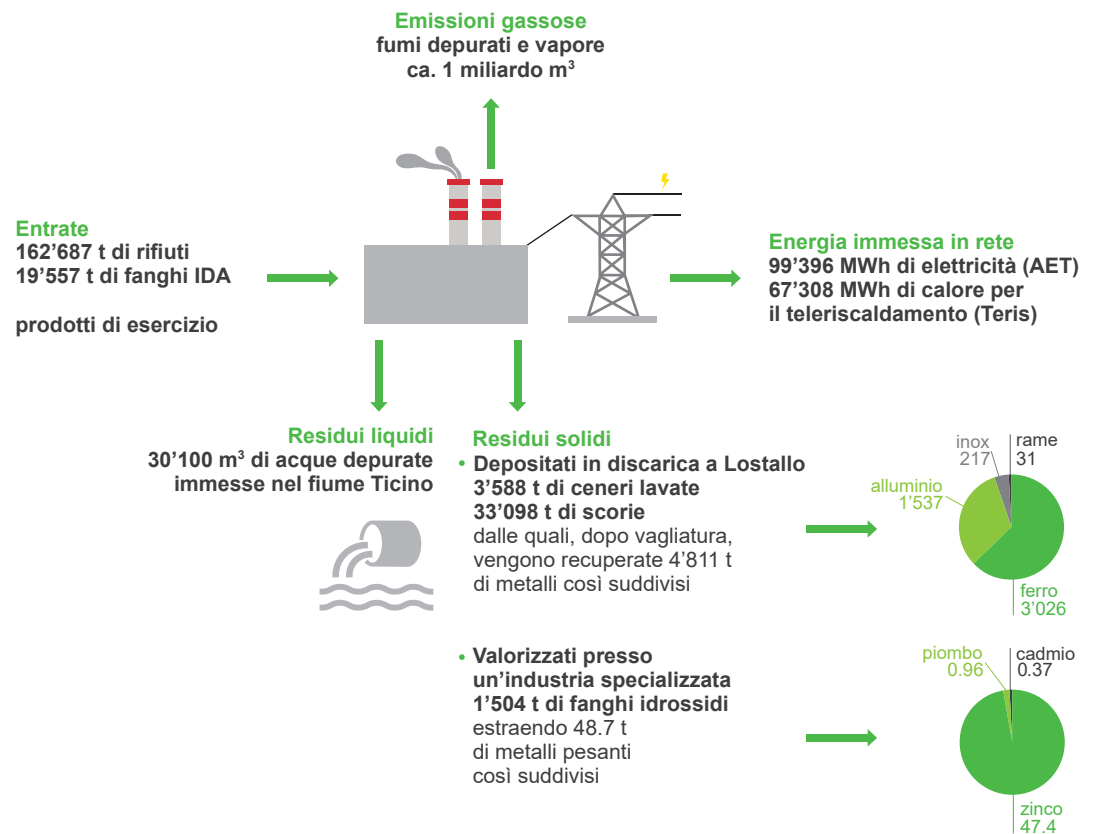 Emissioni gassose
fumi depurati e vapore
ca. 1 miliardo m³
Entrate
162’687 t di rifiuti
19’557 t di fanghi IDA
prodotti di esercizio
Energia immessa in rete
99’396 MWh di elettricità (AET)
67’308 MWh di calore per
il teleriscaldamento (Teris)
Residui liquidi
30’100 m³ di acque depurate
immesse nel fiume Ticino
Residui solidi
• Depositati in discarica a Lostallo
3’588 t di ceneri lavate
33’098 t di scorie
dalle quali, dopo vagliatura,
vengono recuperate 4’811 t
di metalli così suddivisi
inox
217
rame
31
alluminio
1’537
ferro
3’026
• Valorizzati presso
un’industria specializzata
1’504 t di fanghi idrossidi
estraendo 48.7 t
di metalli pesanti
così suddivisi
piombo
0.96
cadmio
0.37
zinco
47.4